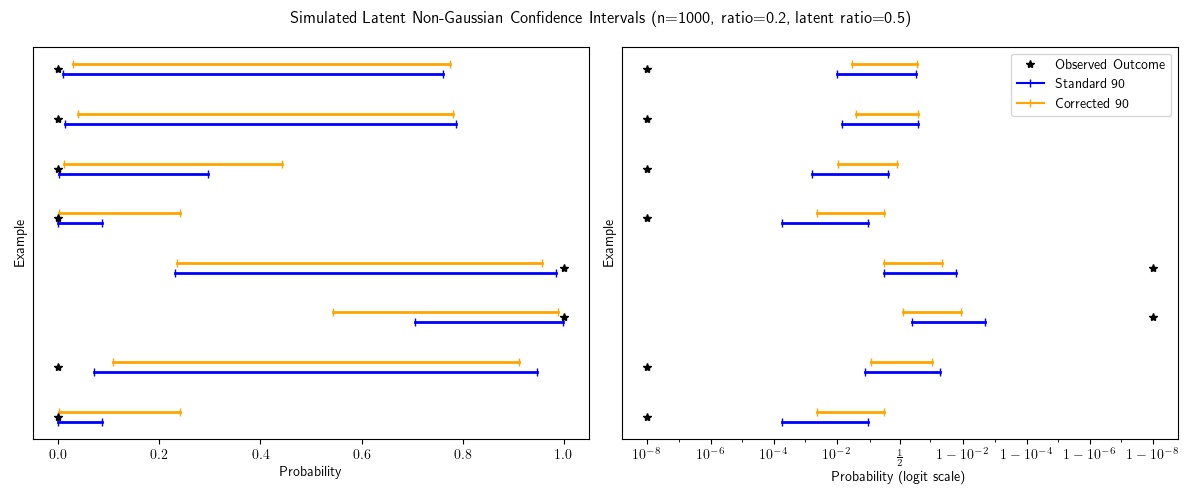 Simulated Latent Non-Gaussian Confidence Intervals (n=1000, ratio=0.2, latent ratio=0.5)
Example
0.0 0.2 0.4 0.6 0.8 1.0
Probability
Example
Observed Outcome
Standard 90
Corrected 90
10⁻⁸ 10⁻⁶ 10⁻⁴ 10⁻² ½ 1 − 10⁻² 1 − 10⁻⁴ 1 − 10⁻⁶ 1 − 10⁻⁸
Probability (logit scale)